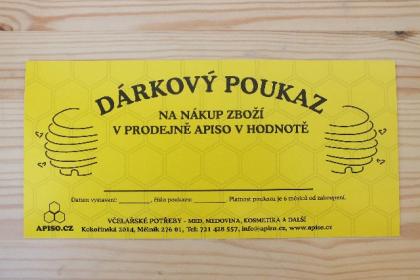 DÁRKOVÝ POUKAZ
NA NÁKUP ZBOŽÍ
V PRODEJNĚ APISO V HODNOTĚ
Datum vystavení: ______, číslo poukazu: ______ Platnost poukazu je 6 měsíců od zakoupení.
APISO.CZ
VČELAŘSKÉ POTŘEBY - MED, MEDOVINA, KOSMETIKA A DALŠÍ
Kokořínská 2014, Mělník 276 01, Tel: 721 428 557, info@apiso.cz, www.apiso.cz